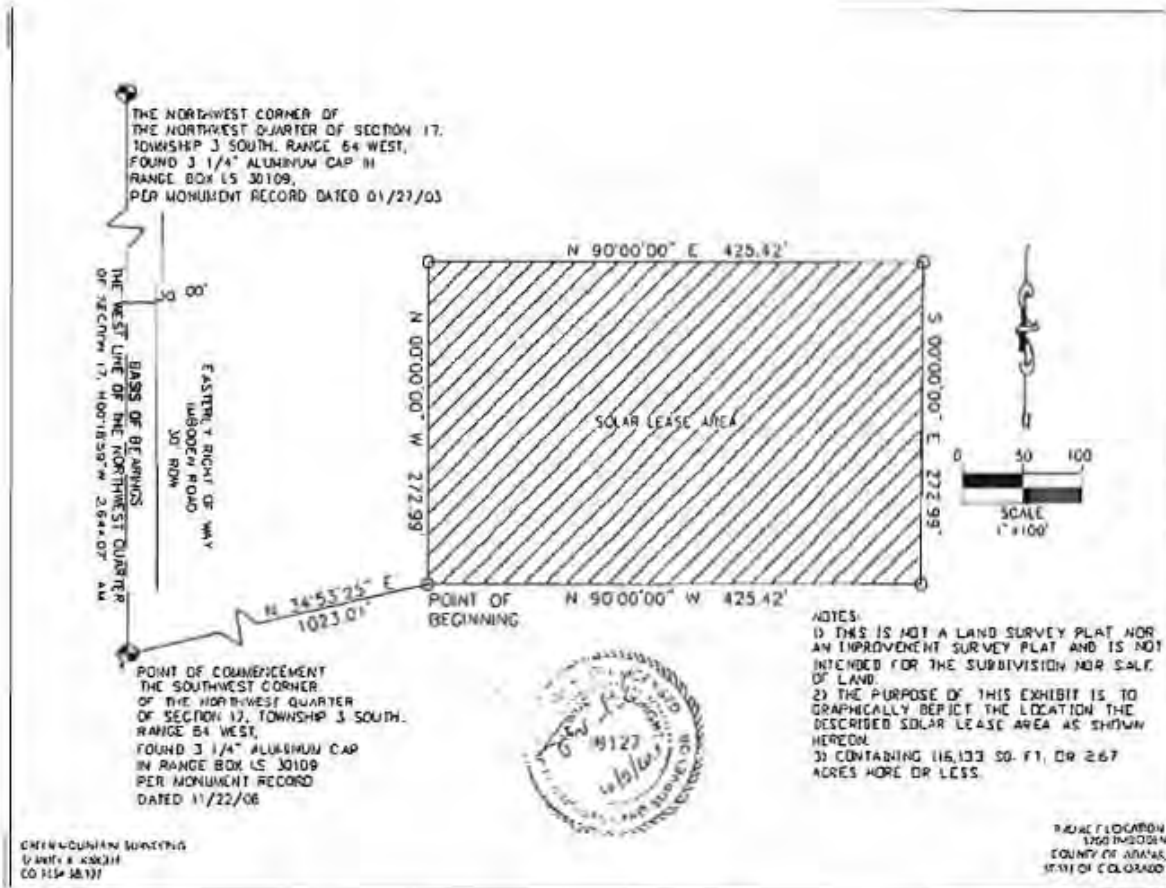 THE NORTHWEST CORNER OF
THE NORTHWEST QUARTER OF SECTION 17,
TOWNSHIP 3 SOUTH, RANGE 64 WEST,
FOUND 3 1/4" ALUMINUM CAP IN
RANGE BOX LS 30109,
PER MONUMENT RECORD DATED 01/27/03
30.00'
THE WEST LINE OF THE NORTHWEST QUARTER
OF SECTION 17,
BASIS OF BEARINGS
EASTERLY RIGHT OF WAY
IMBODEN ROAD
30' ROW
N 90°00'00" E 425.42'
N 00°00'00" W 272.99'
SOLAR LEASE AREA
S 00°00'00" E 272.99'
0 50 100
SCALE
1"=100'
N 74°53'25" E
1023.01'
POINT OF
BEGINNING
N 90°00'00" W 425.42'
POINT OF COMMENCEMENT
THE SOUTHWEST CORNER
OF THE NORTHWEST QUARTER
OF SECTION 17, TOWNSHIP 3 SOUTH,
RANGE 64 WEST,
FOUND 3 1/4" ALUMINUM CAP
IN RANGE BOX LS 30109
PER MONUMENT RECORD
DATED 11/22/06
NOTES:
1) THIS IS NOT A LAND SURVEY PLAT NOR
AN IMPROVEMENT SURVEY PLAT AND IS NOT
INTENDED FOR THE SUBDIVISION NOR SALE
OF LAND.
2) THE PURPOSE OF THIS EXHIBIT IS TO
GRAPHICALLY DEPICT THE LOCATION THE
DESCRIBED SOLAR LEASE AREA AS SHOWN
HEREON.
3) CONTAINING 116,133 SQ. FT. OR 2.67
ACRES MORE OR LESS.
SURVEYING
PROJECT LOCATION
IMBODEN
COUNTY OF ADAMS,
STATE OF COLORADO